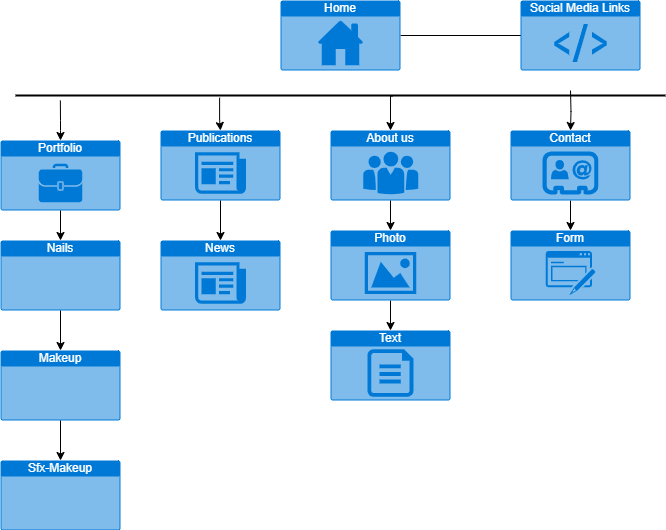 Home
Social Media Links
Portfolio
Publications
About us
Contact
Nails
News
Photo
Form
Makeup
Text
Sfx-Makeup